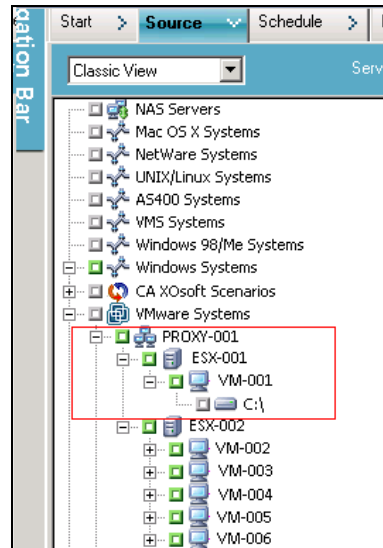 gation Bar
Start > Source Schedule >
Classic View Serv
NAS Servers
Mac OS X Systems
NetWare Systems
UNIX/Linux Systems
AS400 Systems
VMS Systems
Windows 98/Me Systems
Windows Systems
CA XOsoft Scenarios
VMware Systems
PROXY-001
ESX-001
VM-001
C:\
ESX-002
VM-002
VM-003
VM-004
VM-005
VM-006